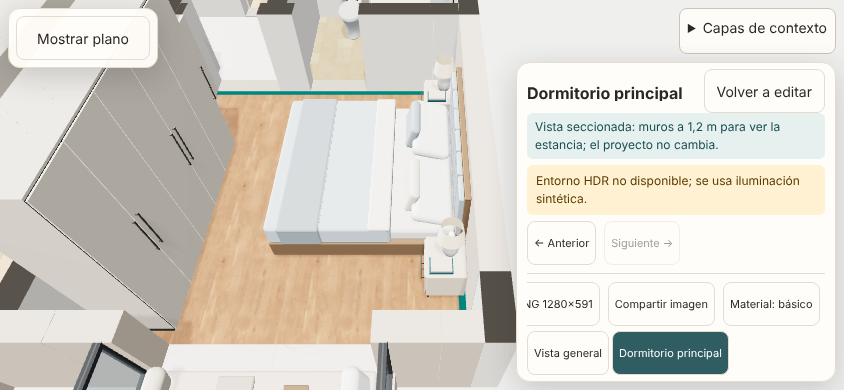 Mostrar plano
▶ Capas de contexto
Dormitorio principal
Volver a editar
Vista seccionada: muros a 1,2 m para ver la
estancia; el proyecto no cambia.
Entorno HDR no disponible; se usa iluminación
sintética.
← Anterior
Siguiente →
NG 1280×591
Compartir imagen
Material: básico
Vista general
Dormitorio principal